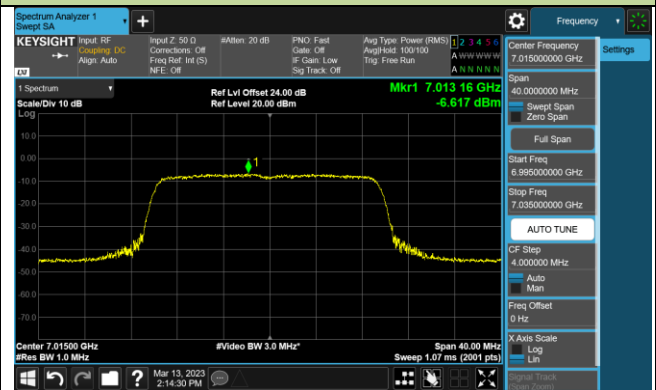 Spectrum Analyzer 1
Swept SA
+
Frequency
KEYSIGHT
Input: RF
Coupling: DC
Align: Auto
Input Z: 50 Ω
Corrections: Off
Freq Ref: Int (S)
NFE: Off
#Atten: 20 dB
PNO: Fast
Gate: Off
IF Gain: Low
Sig Track: Off
Avg Type: Power (RMS)
Avg|Hold: 100/100
Trig: Free Run
1 2 3 4 5 6
A W W W W W
A N N N N N
LXI
1 Spectrum
Scale/Div 10 dB
Log
Ref Lvl Offset 24.00 dB
Ref Level 20.00 dBm
Mkr1 7.013 16 GHz
-6.617 dBm
1
10.0
0.00
-10.0
-20.0
-30.0
-40.0
-50.0
-60.0
-70.0
Center 7.01500 GHz
#Res BW 1.0 MHz
#Video BW 3.0 MHz*
Span 40.00 MHz
Sweep 1.07 ms (2001 pts)
Mar 13, 2023
2:14:30 PM
?
Center Frequency
7.015000000 GHz
Settings
Span
40.0000000 MHz
Swept Span
Zero Span
Full Span
Start Freq
6.995000000 GHz
Stop Freq
7.035000000 GHz
AUTO TUNE
CF Step
4.000000 MHz
Auto
Man
Freq Offset
0 Hz
X Axis Scale
Log
Lin
Signal Track
(Span Zoom)